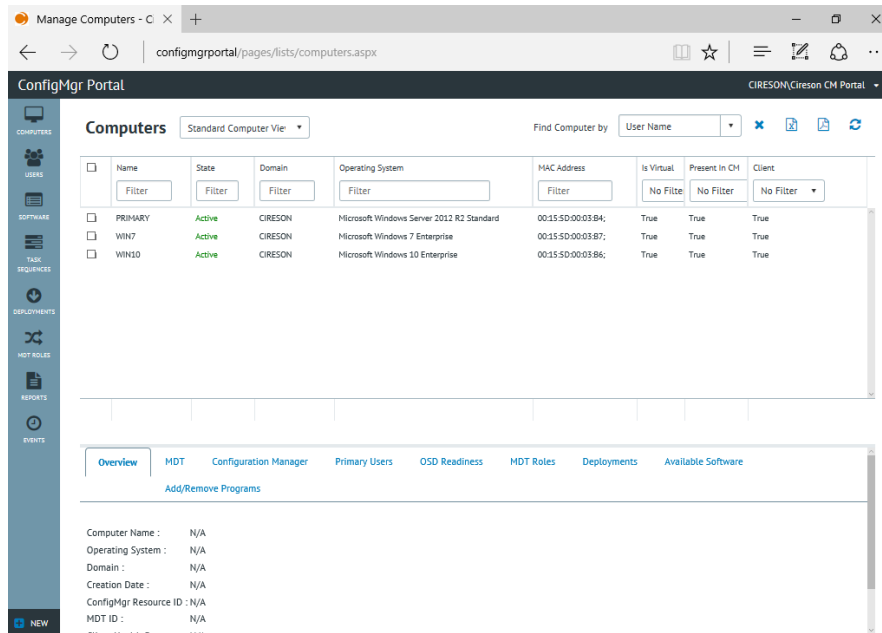 Manage Computers - C
configmgrportal/pages/lists/computers.aspx
ConfigMgr Portal
CIRESON\Cireson CM Portal
COMPUTERS
USERS
SOFTWARE
TASK SEQUENCES
DEPLOYMENTS
MDT ROLES
REPORTS
EVENTS
NEW
Computers
Standard Computer Vie
Find Computer by
User Name
Name State Domain Operating System MAC Address Is Virtual Present In CM Client
Filter Filter Filter Filter Filter No Filte No Filter No Filter
PRIMARY Active CIRESON Microsoft Windows Server 2012 R2 Standard 00:15:5D:00:03:B4; True True True
WIN7 Active CIRESON Microsoft Windows 7 Enterprise 00:15:5D:00:03:B7; True True True
WIN10 Active CIRESON Microsoft Windows 10 Enterprise 00:15:5D:00:03:B6; True True True
Overview MDT Configuration Manager Primary Users OSD Readiness MDT Roles Deployments Available Software
Add/Remove Programs
Computer Name : N/A
Operating System : N/A
Domain : N/A
Creation Date : N/A
ConfigMgr Resource ID : N/A
MDT ID : N/A